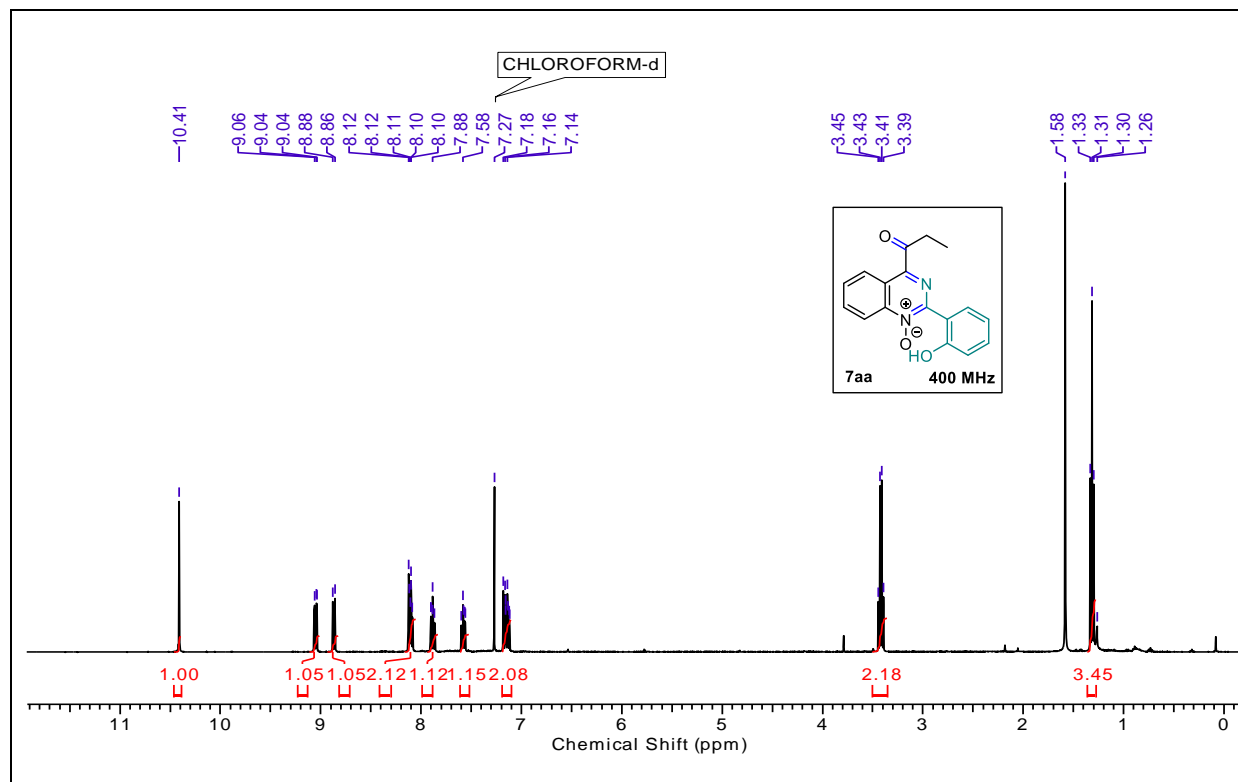 CHLOROFORM-d
10.41
9.06
9.04
9.04
8.88
8.86
8.12
8.12
8.11
8.10
8.10
7.88
7.58
7.27
7.18
7.16
7.14
3.45
3.43
3.41
3.39
1.58
1.33
1.31
1.30
1.26
O
N
N
⊕
O
⊖
HO
7aa 400 MHz
1.00 1.05 1.05 2.12 1.12 1.15 2.08 2.18 3.45
11 10 9 8 7 6 5 4 3 2 1 0
Chemical Shift (ppm)